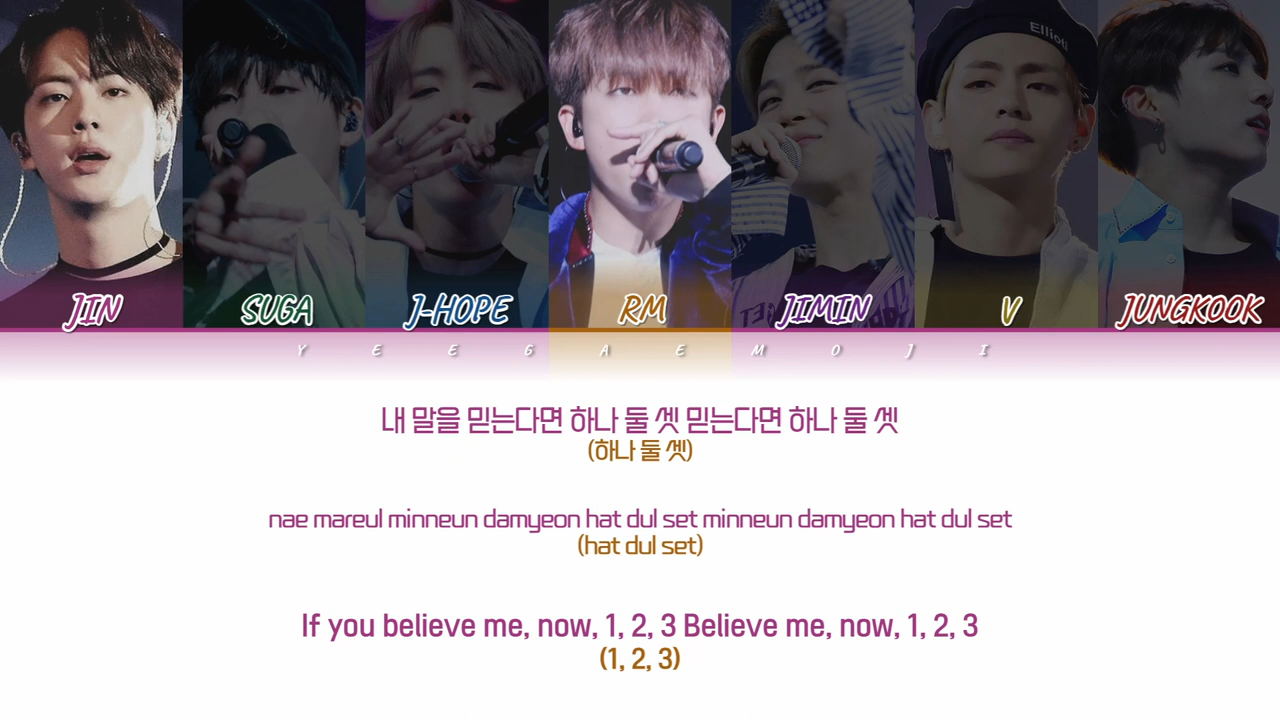 Elliott
JIN SUGA J-HOPE RM JIMIN V JUNGKOOK
Y E E G A E M O J I
내 말을 믿는다면 하나 둘 셋 믿는다면 하나 둘 셋
(하나 둘 셋)
nae mareul minneun damyeon hat dul set minneun damyeon hat dul set
(hat dul set)
If you believe me, now, 1, 2, 3 Believe me, now, 1, 2, 3
(1, 2, 3)